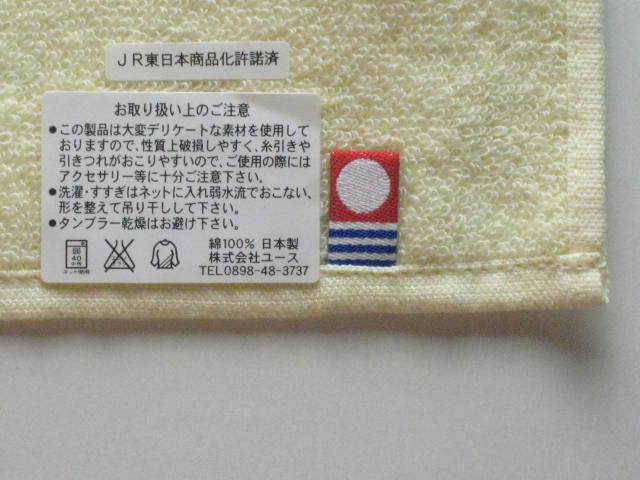 ＪＲ東日本商品化許諾済
お取り扱い上のご注意
●この製品は大変デリケートな素材を使用して
おりますので、性質上破損しやすく、糸引きや
引きつれがおこりやすいので、ご使用の際には
アクセサリー等に十分ご注意下さい。
●洗濯・すすぎはネットに入れ弱水流でおこない、
形を整えて吊り干しして下さい。
●タンブラー乾燥はお避け下さい。
40
ネット使用
綿100% 日本製
株式会社ユース
TEL0898-48-3737